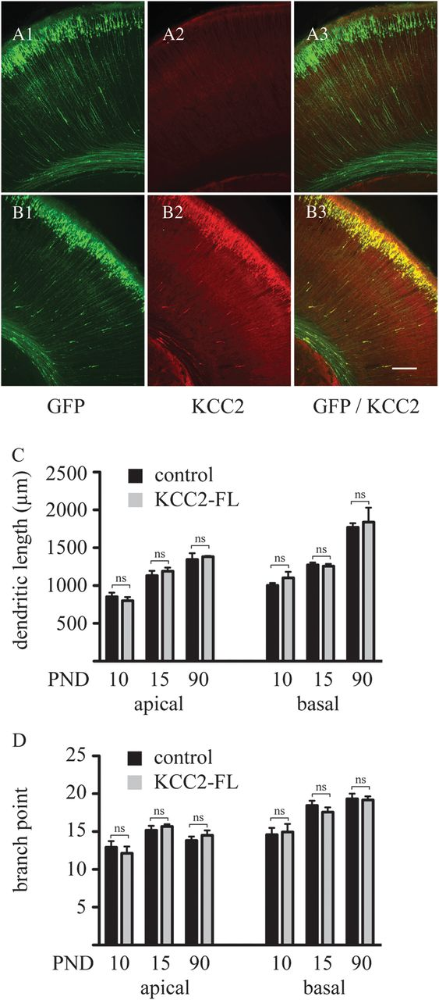 A1 A2 A3
B1 B2 B3
GFP KCC2 GFP / KCC2
C
2500
2000
1500
1000
500
dendritic length (μm)
control
KCC2-FL
ns ns ns ns ns ns
PND 10 15 90 10 15 90
apical basal
D
25
20
15
10
5
branch point
control
KCC2-FL
ns ns ns ns ns ns
PND 10 15 90 10 15 90
apical basal